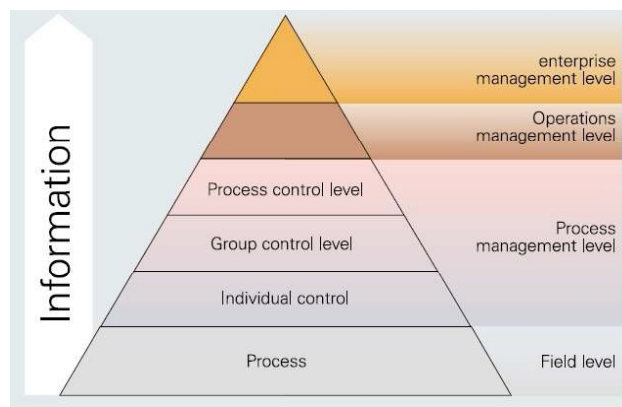 Information
enterprise
management level
Operations
management level
Process control level
Group control level
Process
management level
Individual control
Process
Field level